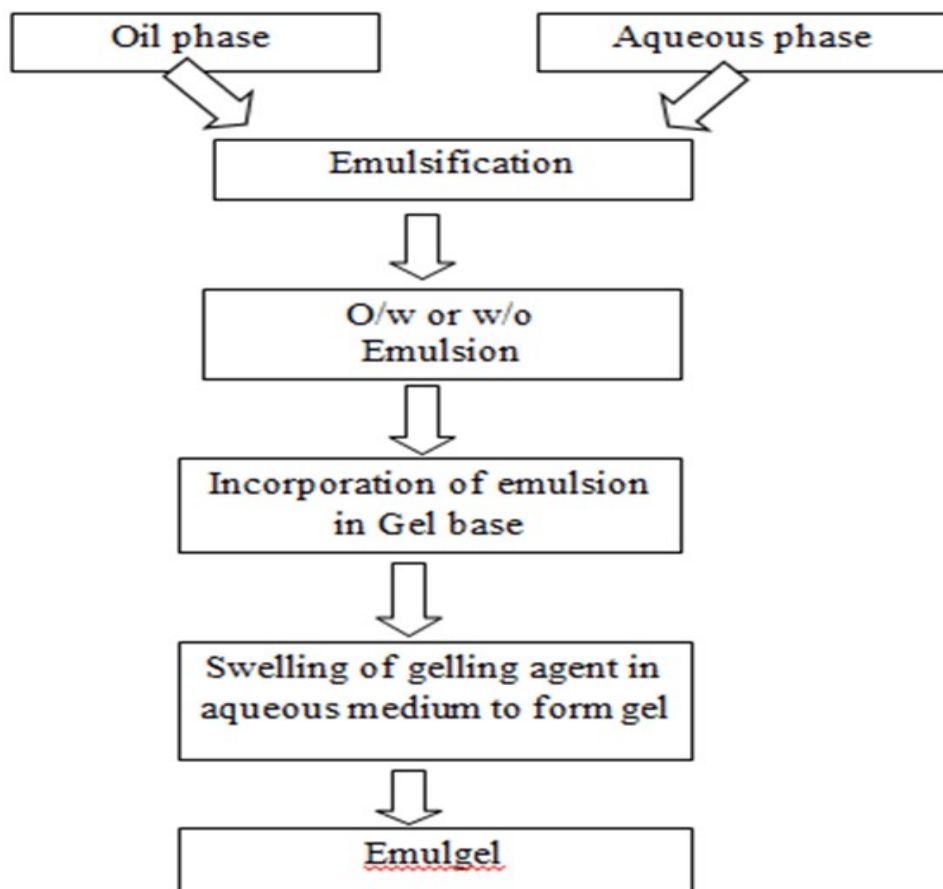 Oil phase
Aqueous phase
Emulsification
O/w or w/o
Emulsion
Incorporation of emulsion
in Gel base
Swelling of gelling agent in
aqueous medium to form gel
Emulgel